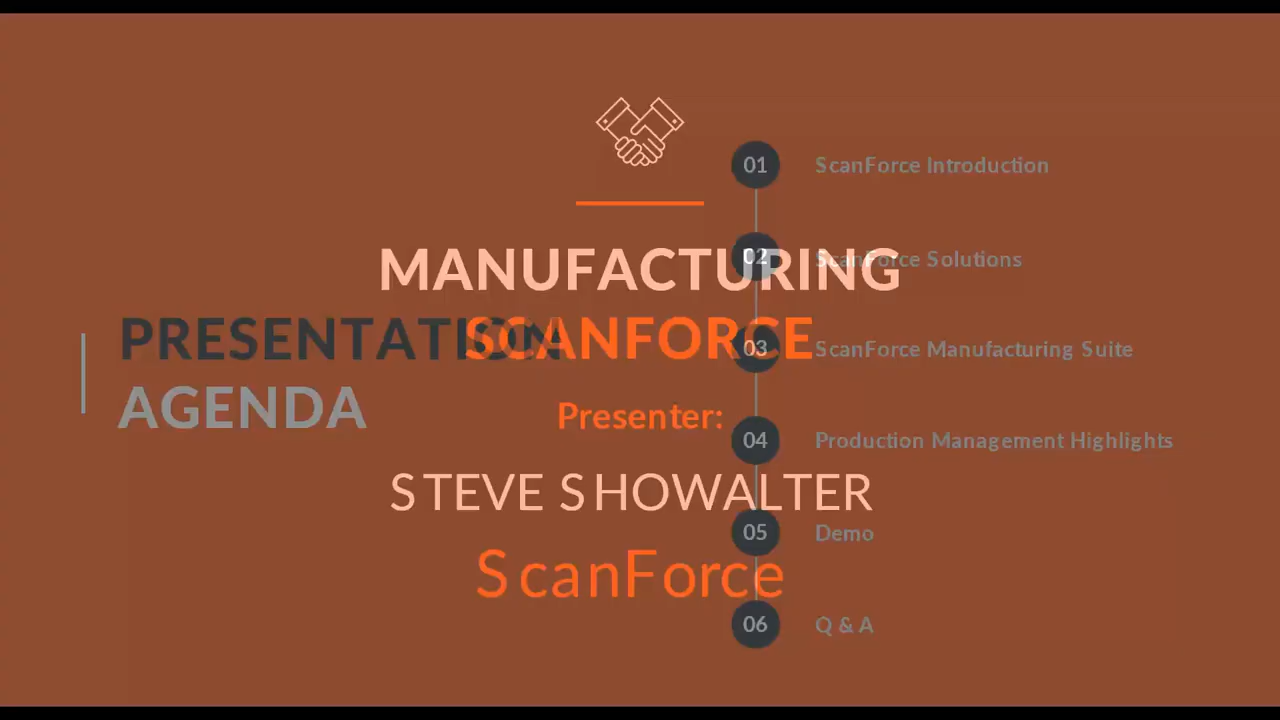 MANUFACTURING
SCANFORCE
Presenter:
STEVE SHOWALTER
ScanForce
PRESENTATION
AGENDA
01 ScanForce Introduction
02 ScanForce Solutions
03 ScanForce Manufacturing Suite
04 Production Management Highlights
05 Demo
06 Q & A